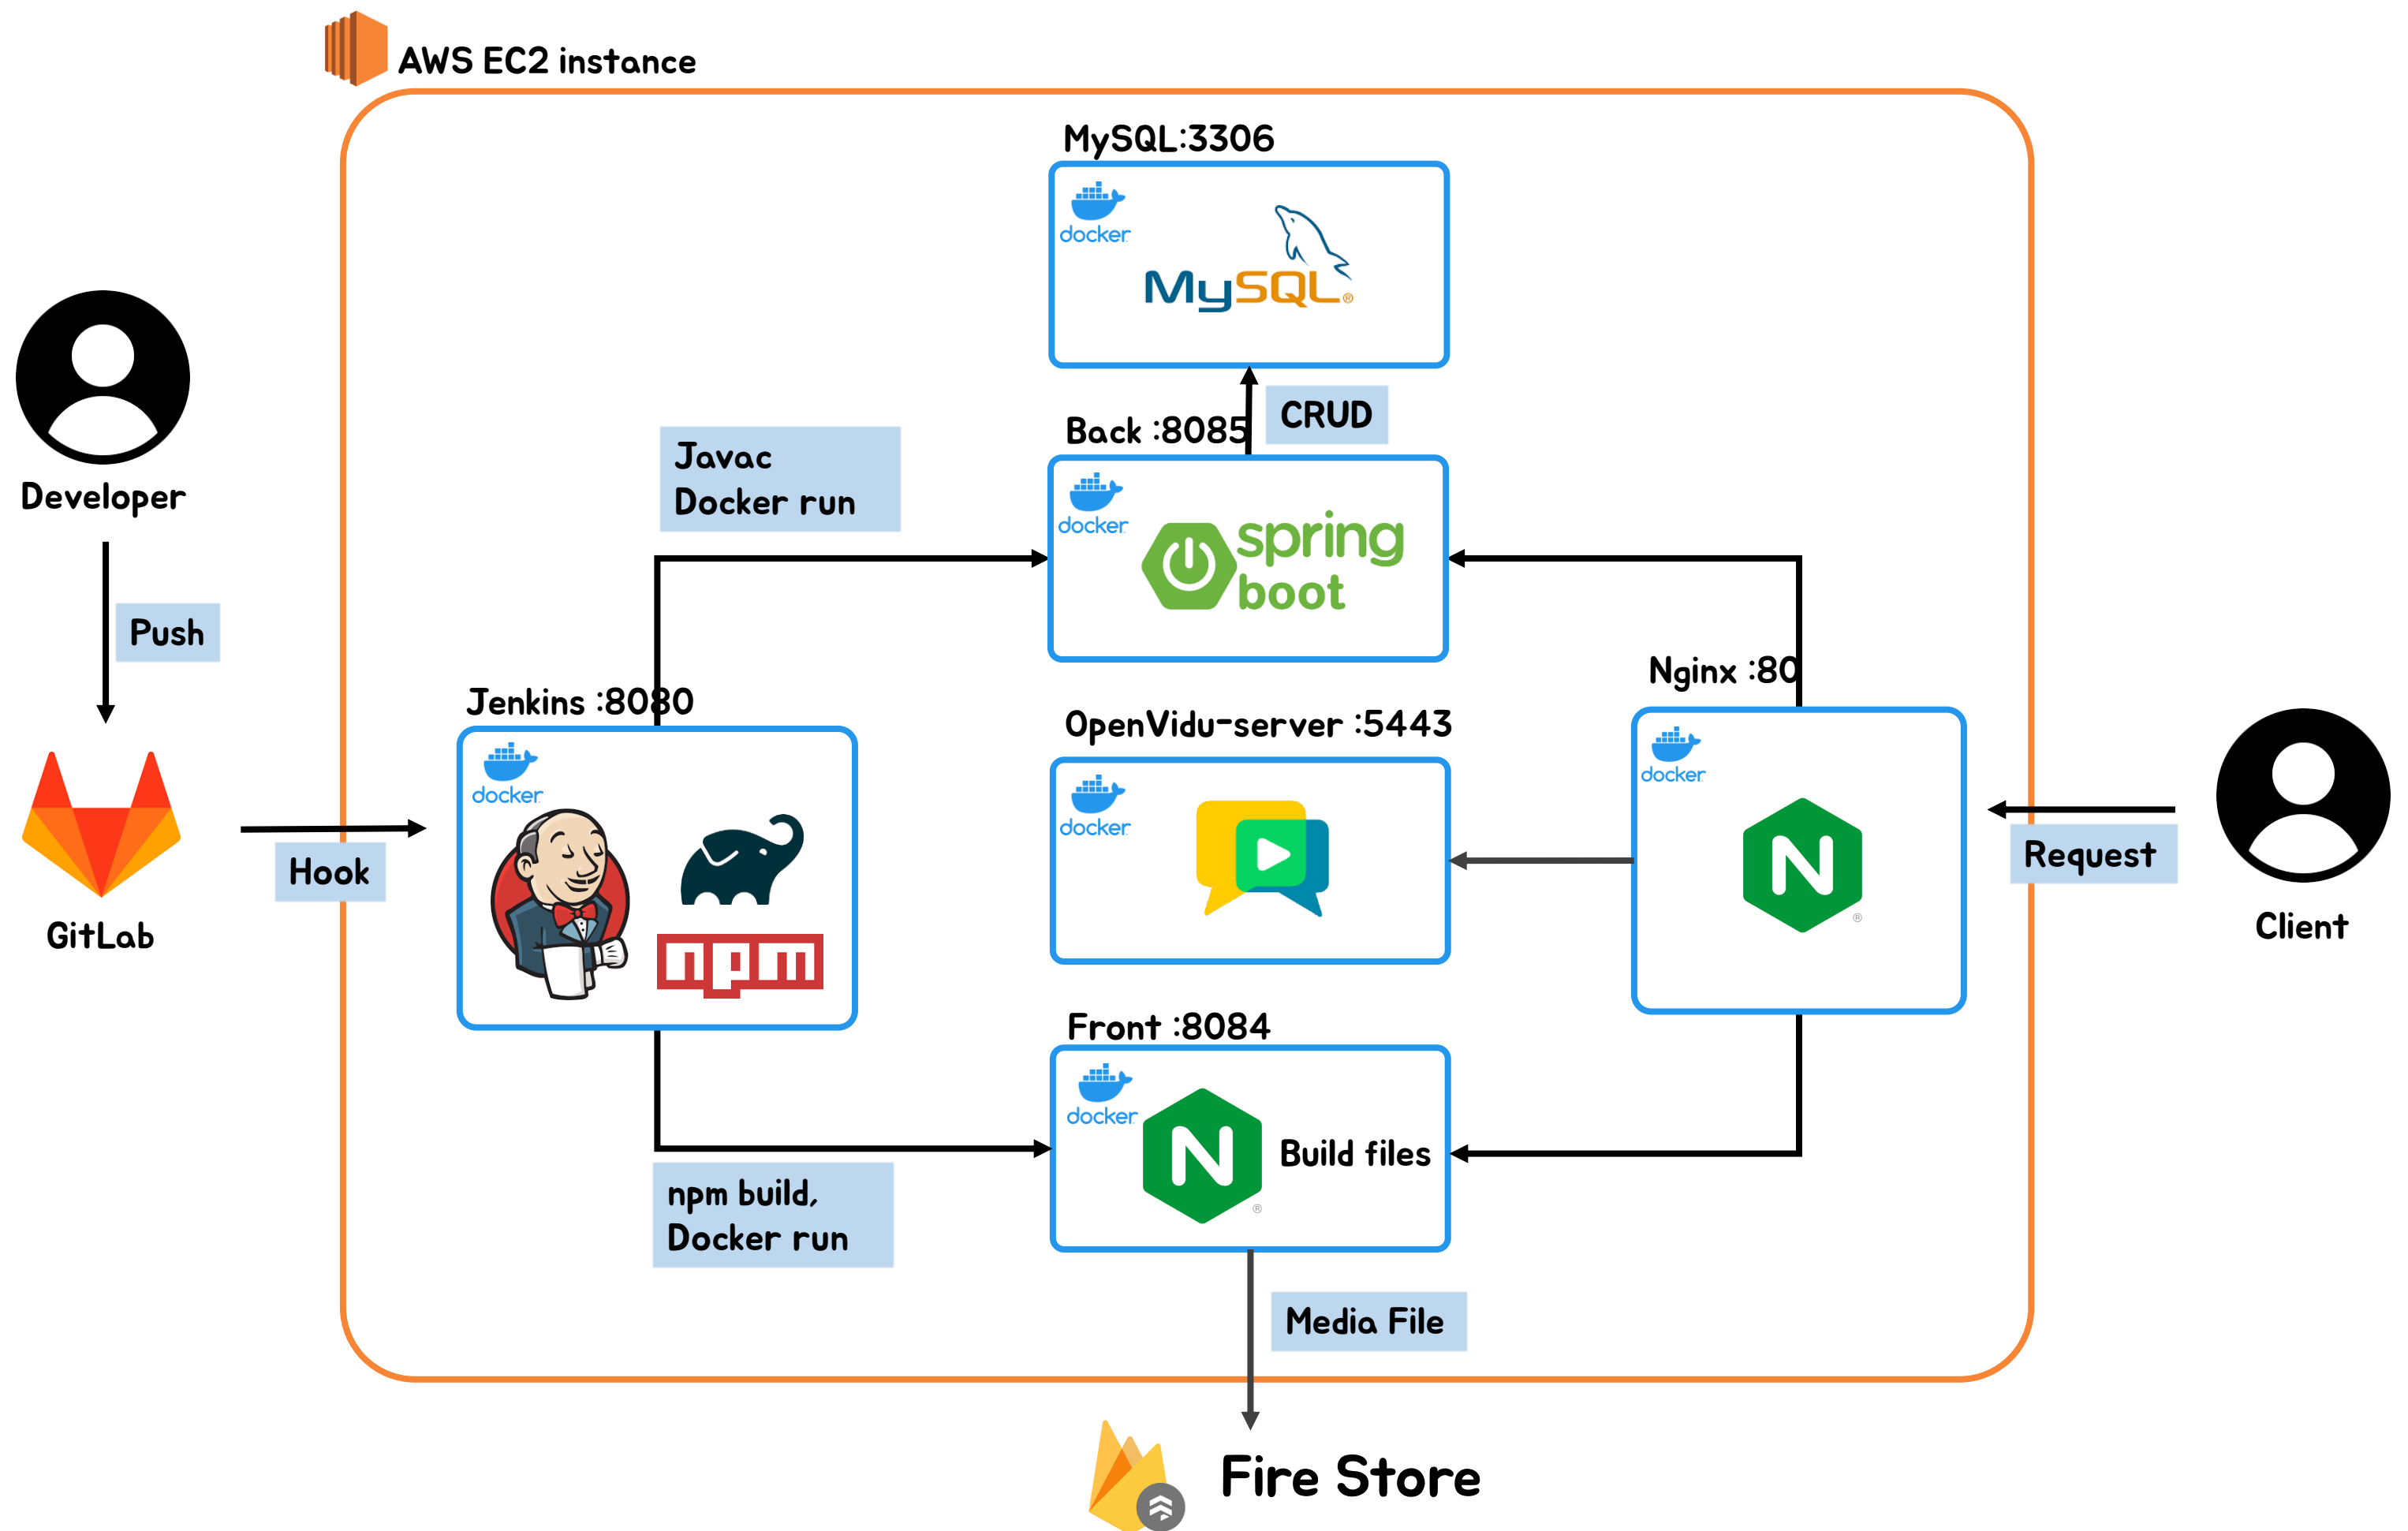 AWS EC2 instance
MySQL:3306
docker
MySQL®
CRUD
Back :8085
docker
spring
boot
Javac
Docker run
Developer
Push
GitLab
Hook
Jenkins :8080
docker
npm
OpenVidu-server :5443
docker
Nginx :80
docker
N
®
Request
Client
Front :8084
docker
N
®
Build files
npm build,
Docker run
Media File
Fire Store